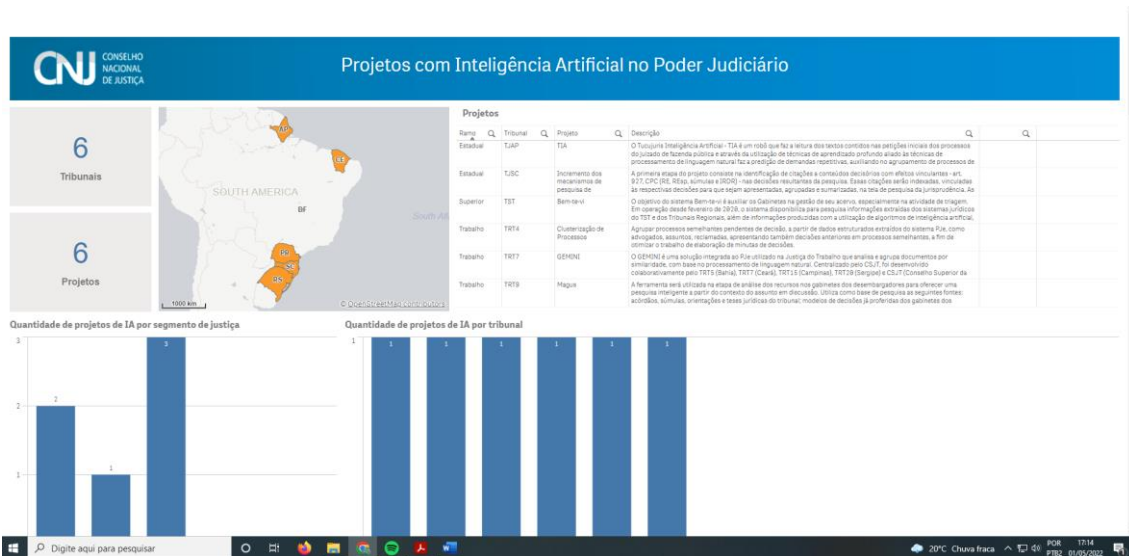 CNJ
CONSELHO
NACIONAL
DE JUSTIÇA
Projetos com Inteligência Artificial no Poder Judiciário
6
Tribunais
6
Projetos
AP
CE
SOUTH AMERICA
DF
South Atl
PR
SC
RS
1000 km
© OpenStreetMap contributors
Projetos
Ramo Tribunal Projeto Descrição
Estadual TJAP TIA O Tucujuris Inteligência Artificial - TIA é um robô que faz a leitura dos textos contidos nas petições iniciais dos processos
do juizado de fazenda pública e através da utilização de técnicas de aprendizado profundo aliado às técnicas de
processamento de linguagem natural faz a predição de demandas repetitivas, auxiliando no agrupamento de processos de
Estadual TJSC Incremento dos A primeira etapa do projeto consiste na identificação de citações a conteúdos decisórios com efeitos vinculantes - art.
mecanismos de 927, CPC (RE, REsp, súmulas e IRDR) - nas decisões resultantes da pesquisa. Essas citações serão indexadas, vinculadas
pesquisa de às respectivas decisões para que sejam apresentadas, agrupadas e sumarizadas, na tela de pesquisa da jurisprudência. As
Superior TST Bem-te-vi O objetivo do sistema Bem-te-vi é auxiliar os Gabinetes na gestão de seu acervo, especialmente na atividade de triagem.
Em operação desde fevereiro de 2020, o sistema disponibiliza para pesquisa informações extraídas dos sistemas jurídicos
do TST e dos Tribunais Regionais, além de informações produzidas com a utilização de algoritmos de inteligência artificial,
Trabalho TRT4 Clusterização de Agrupar processos semelhantes pendentes de decisão, a partir de dados estruturados extraídos do sistema PJe, como
Processos advogados, assuntos, reclamadas, apresentando também decisões anteriores em processos semelhantes, a fim de
otimizar o trabalho de elaboração de minutas de decisões.
Trabalho TRT7 GEMINI O GEMINI é uma solução integrada ao PJe utilizado na Justiça do Trabalho que analisa e agrupa documentos por
similaridade, com base no processamento de linguagem natural. Centralizado pelo CSJT, foi desenvolvido
colaborativamente pelo TRT5 (Bahia), TRT7 (Ceará), TRT15 (Campinas), TRT20 (Sergipe) e CSJT (Conselho Superior da
Trabalho TRT9 Magus A ferramenta será utilizada na etapa de análise dos recursos nos gabinetes dos desembargadores para oferecer uma
pesquisa inteligente a partir do contexto do assunto em discussão. Utiliza como base de pesquisa as seguintes fontes:
acórdãos, súmulas, orientações e teses jurídicas do tribunal; modelos de decisões já proferidas dos gabinetes dos
Quantidade de projetos de IA por segmento de justiça
3
2
1
2
1
3
Quantidade de projetos de IA por tribunal
1
1 1 1 1 1 1
Digite aqui para pesquisar
20°C Chuva fraca
POR 17:14
PTB2 01/05/2022